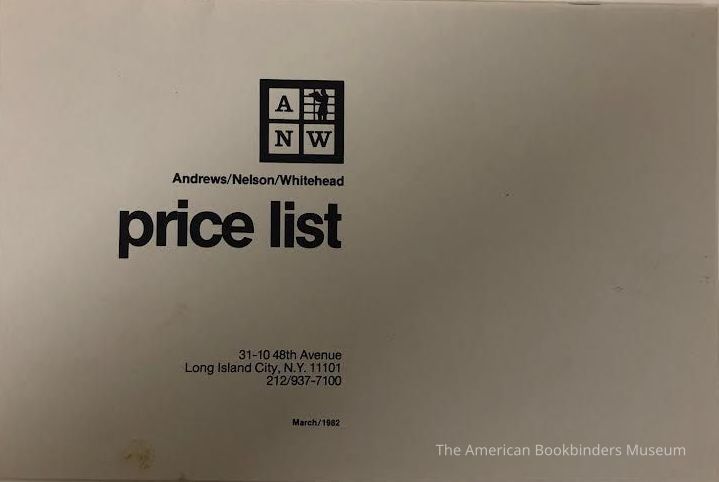 A
N W
Andrews/Nelson/Whitehead
price list
31-10 48th Avenue
Long Island City, N.Y. 11101
212/937-7100
March/1982
The American Bookbinders Museum